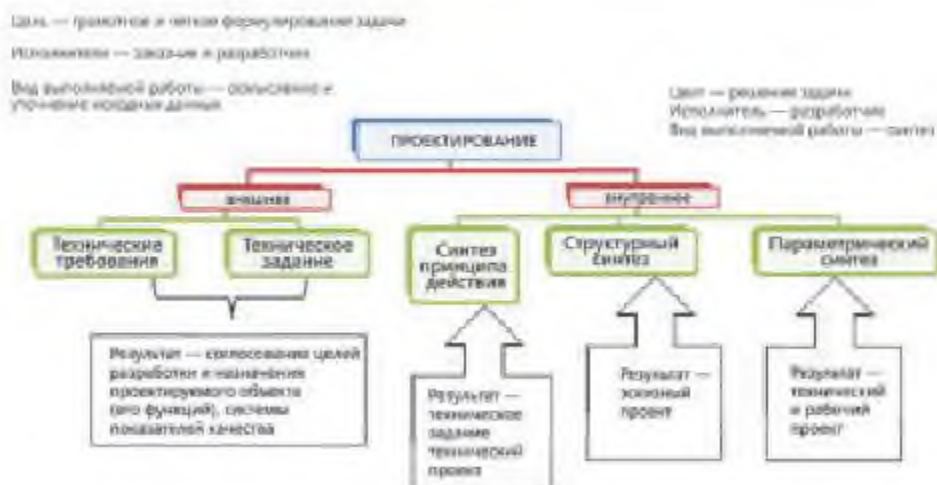 Цель — грамотное и чёткое формулирование задачи
Исполнители — заказчик и разработчик
Вид выполняемой работы — осмысление и
уточнение исходных данных
Цель — решение задачи
Исполнитель — разработчик
Вид выполняемой работы — синтез
ПРОЕКТИРОВАНИЕ
внешнее
внутреннее
Технические
требования
Техническое
задание
Синтез
принципа
действия
Структурный
синтез
Параметрический
синтез
Результат — согласование целей
разработки и назначения
проектируемого объекта
(его функций), системы
показателей качества
Результат —
техническое
задание
технический
проект
Результат —
эскизный
проект
Результат —
технический
и рабочий
проект